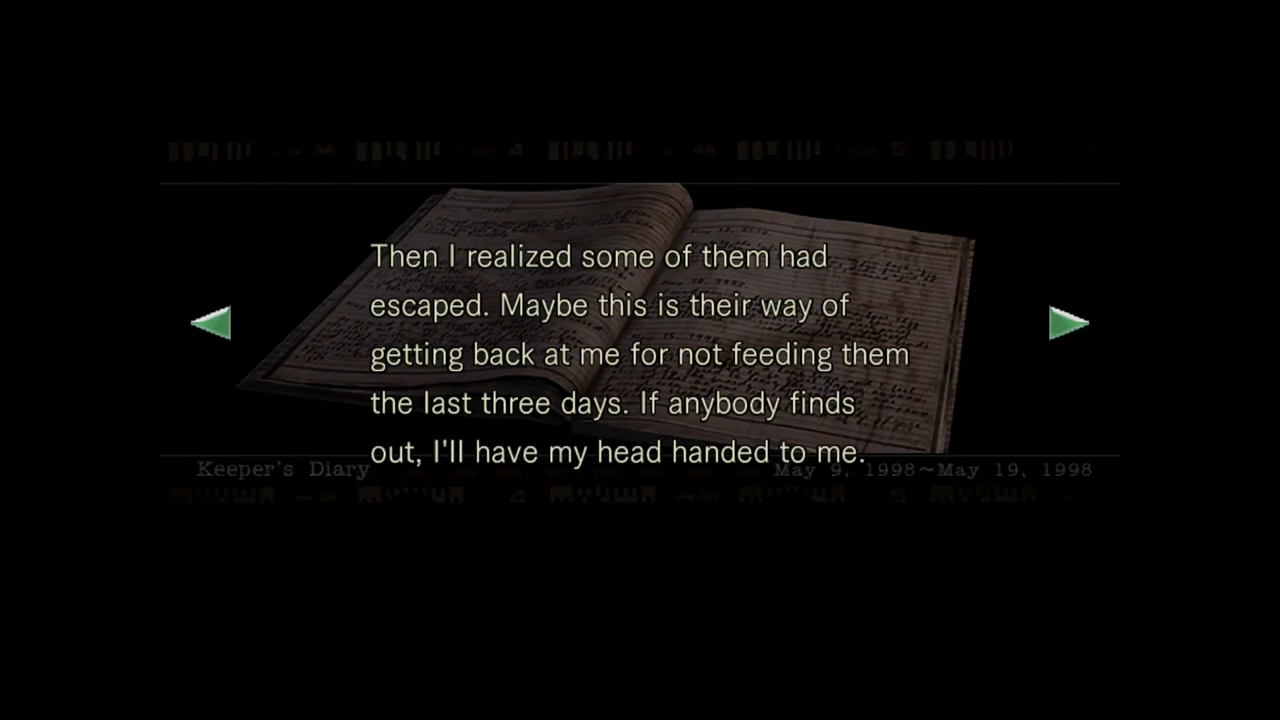 Then I realized some of them had
escaped. Maybe this is their way of
getting back at me for not feeding them
the last three days. If anybody finds
out, I'll have my head handed to me.
Keeper's Diary
May 9, 1998~May 19, 1998